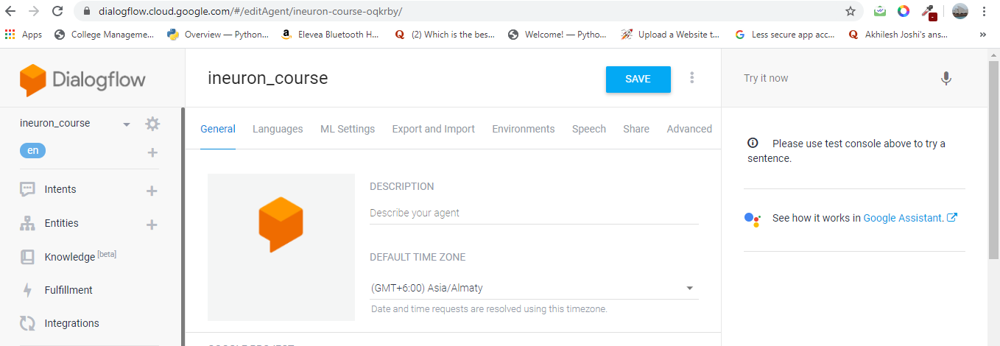 dialogflow.cloud.google.com/#/editAgent/ineuron-course-oqkrby/
Apps College Manageme... Overview — Python... Elevea Bluetooth H... (2) Which is the bes... Welcome! — Pytho... Upload a Website t... Less secure app acc... Akhilesh Joshi's ans... »
Dialogflow
ineuron_course
SAVE
Try it now
ineuron_course
en
Intents
Entities
Knowledge [beta]
Fulfillment
Integrations
General Languages ML Settings Export and Import Environments Speech Share Advanced
DESCRIPTION
Describe your agent
DEFAULT TIME ZONE
(GMT+6:00) Asia/Almaty
Date and time requests are resolved using this timezone.
Please use test console above to try a
sentence.
See how it works in Google Assistant.